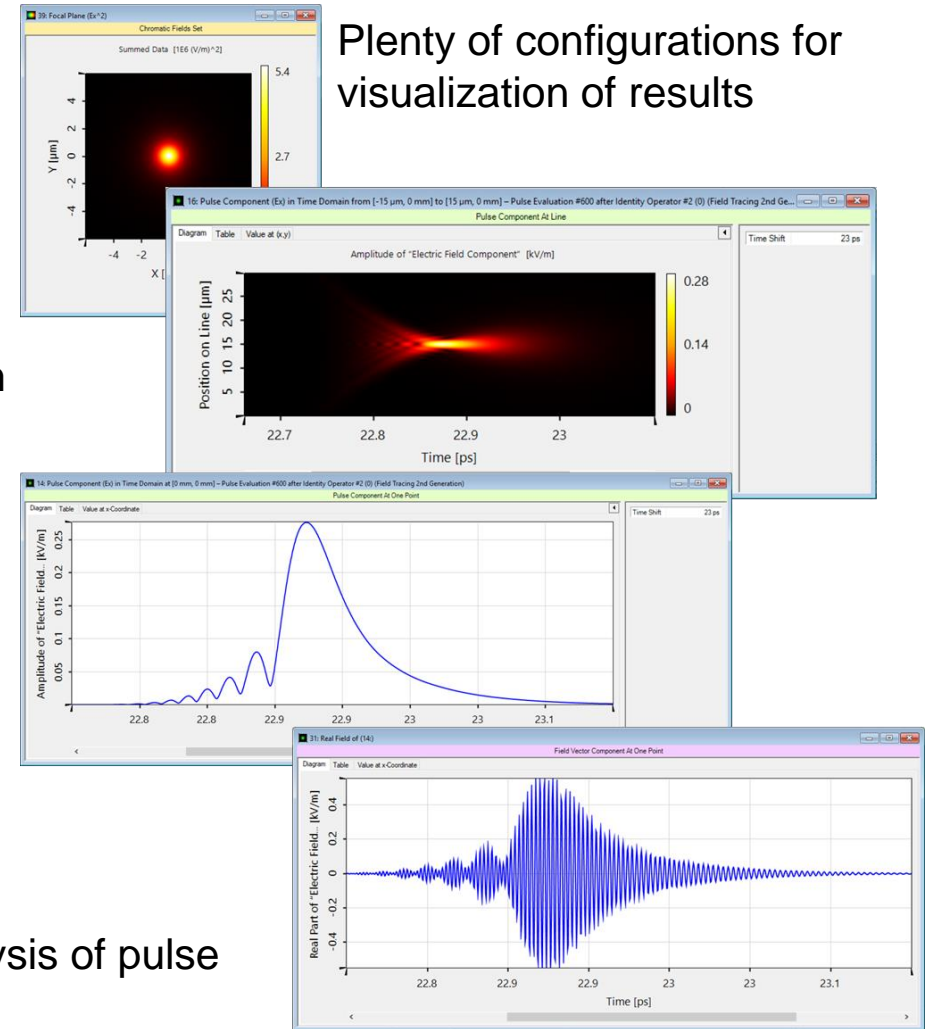 39: Focal Plane (Ex^2)
Chromatic Fields Set
Summed Data [1E6 (V/m)^2]
5.4
2.7
Y [µm]
4
2
0
-2
-4
-4 -2
X [
Plenty of configurations for
visualization of results
16: Pulse Component (Ex) in Time Domain from [-15 µm, 0 mm] to [15 µm, 0 mm] – Pulse Evaluation #600 after Identity Operator #2 (0) (Field Tracing 2nd Ge...
Pulse Component At Line
Diagram Table Value at (x,y)
Time Shift 23 ps
Amplitude of "Electric Field Component" [kV/m]
Position on Line [µm]
25
20
15
10
5
0.28
0.14
0
22.7 22.8 22.9 23
Time [ps]
14: Pulse Component (Ex) in Time Domain at [0 mm, 0 mm] – Pulse Evaluation #600 after Identity Operator #2 (0) (Field Tracing 2nd Generation)
Pulse Component At One Point
Diagram Table Value at x-Coordinate
Time Shift 23 ps
Amplitude of "Electric Field... [kV/m]
0.25
0.2
0.15
0.1
0.05
22.8 22.8 22.9 22.9 23 23 23.1
31: Real Field of (14:)
Field Vector Component At One Point
Diagram Table Value at x-Coordinate
Real Part of "Electric Field... [kV/m]
0.4
0.2
0
-0.2
-0.4
22.8 22.9 22.9 23 23 23.1
Time [ps]
ysis of pulse